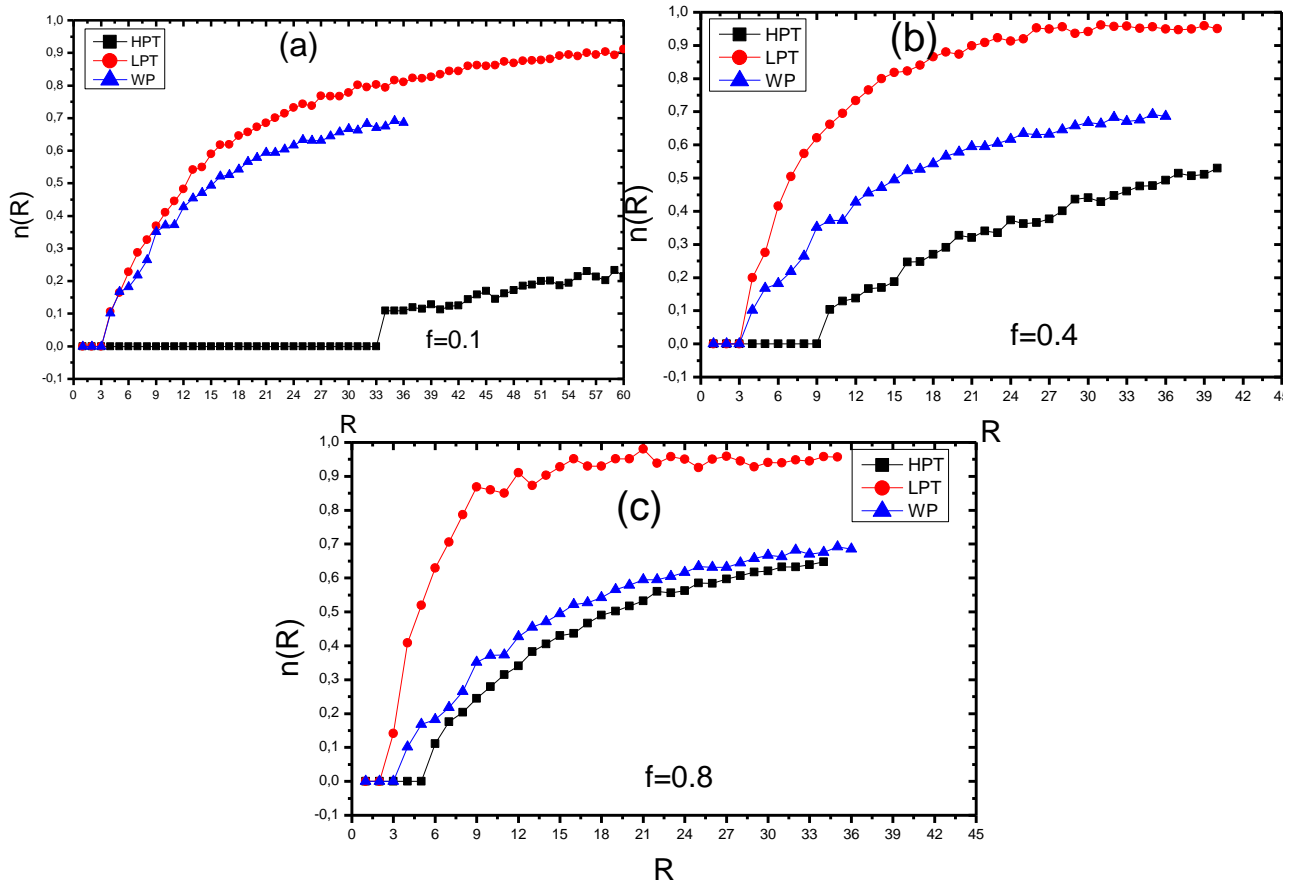 (a)
HPT
LPT
WP
1,0
0,9
0,8
0,7
0,6
0,5
0,4
0,3
0,2
0,1
0,0
-0,1
n(R)
f=0.1
0 3 6 9 12 15 18 21 24 27 30 33 36 39 42 45 48 51 54 57 60
R
(b)
HPT
LPT
WP
1,0
0,9
0,8
0,7
0,6
0,5
0,4
0,3
0,2
0,1
0,0
-0,1
n(R)
f=0.4
0 3 6 9 12 15 18 21 24 27 30 33 36 39 42 45
R
(c)
HPT
LPT
WP
1,0
0,9
0,8
0,7
0,6
0,5
0,4
0,3
0,2
0,1
0,0
-0,1
n(R)
f=0.8
0 3 6 9 12 15 18 21 24 27 30 33 36 39 42 45
R